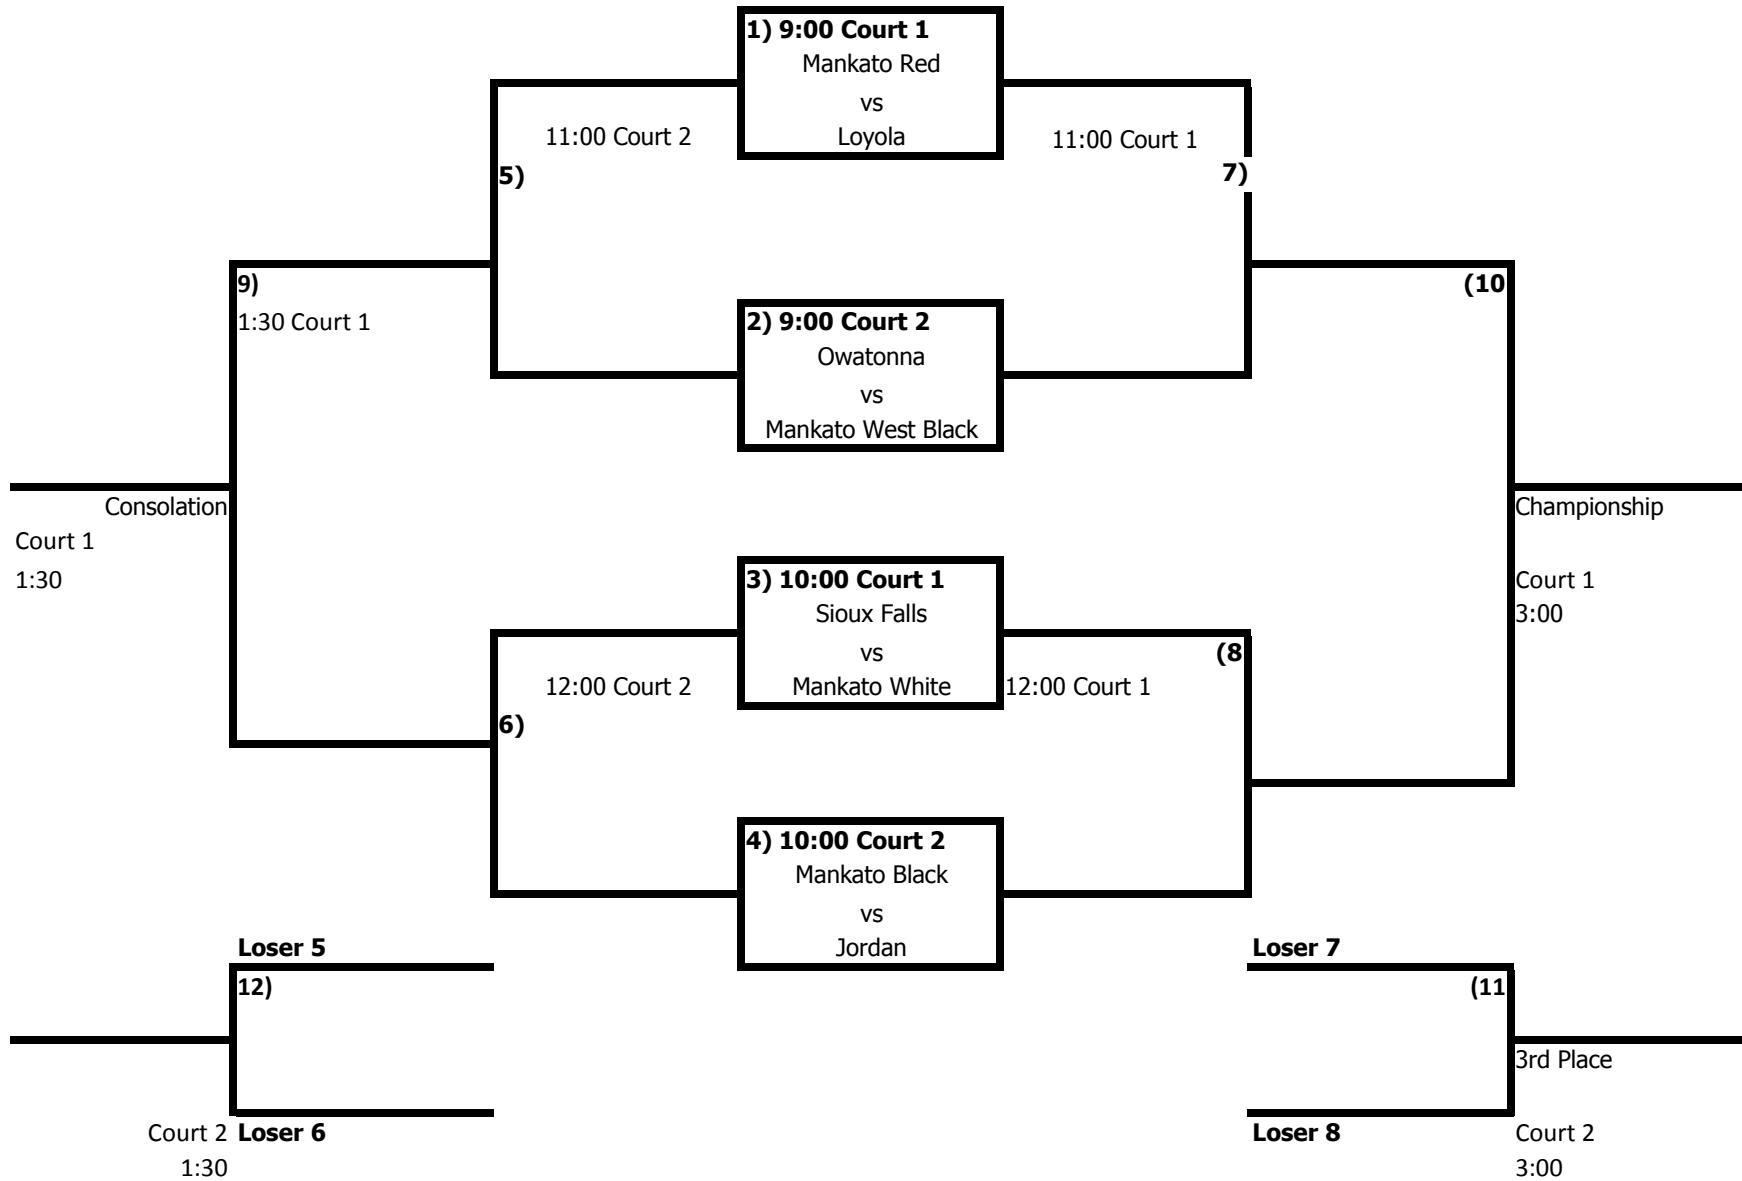 1) 9:00 Court 1
Mankato Red
vs
Loyola
11:00 Court 2
11:00 Court 1
5)
7)
9)
1:30 Court 1
(10
2) 9:00 Court 2
Owatonna
vs
Mankato West Black
Consolation
Court 1
1:30
Championship
Court 1
3:00
3) 10:00 Court 1
Sioux Falls
vs
Mankato White
12:00 Court 2
12:00 Court 1
(8
6)
4) 10:00 Court 2
Mankato Black
vs
Jordan
Loser 5
12)
Loser 6
Court 2
1:30
Loser 7
(11
3rd Place
Loser 8
Court 2
3:00